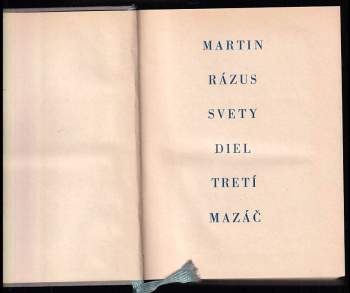 MARTIN
RÁZUS
SVETY
DIEL
TRETÍ
MAZÁČ